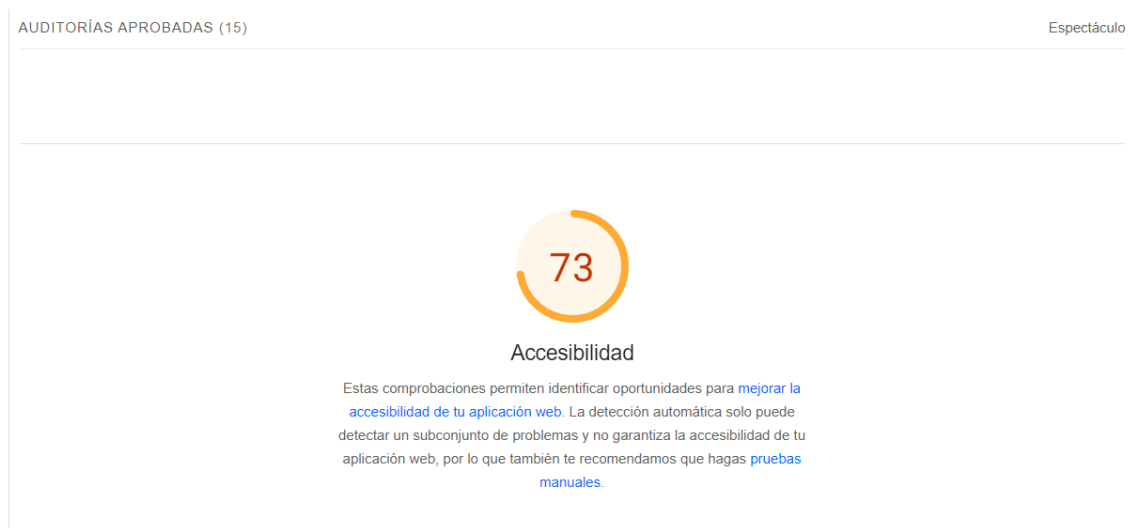 AUDITORÍAS APROBADAS (15)
Espectáculo
73
Accesibilidad
Estas comprobaciones permiten identificar oportunidades para mejorar la
accesibilidad de tu aplicación web. La detección automática solo puede
detectar un subconjunto de problemas y no garantiza la accesibilidad de tu
aplicación web, por lo que también te recomendamos que hagas pruebas
manuales.